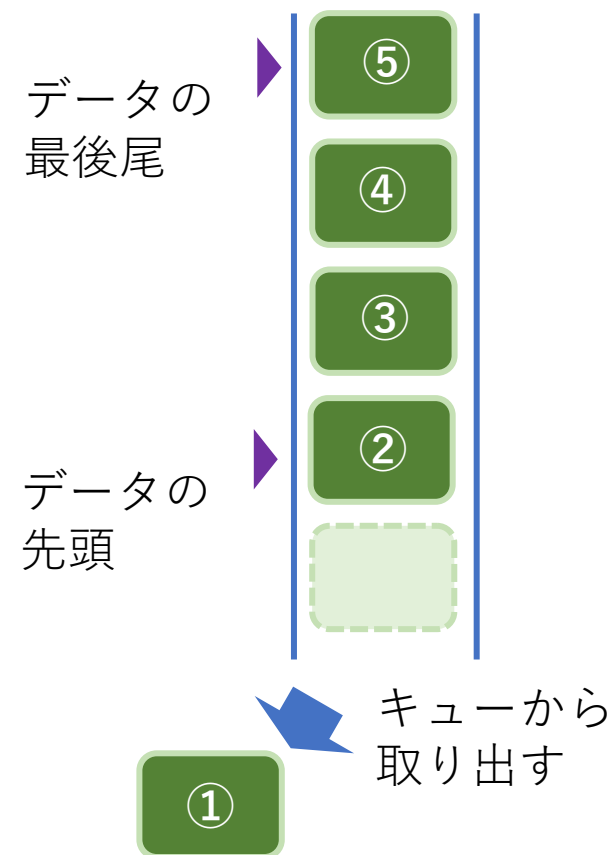 ⑤
データの
最後尾
④
③
②
データの
先頭
キューから
取り出す
①